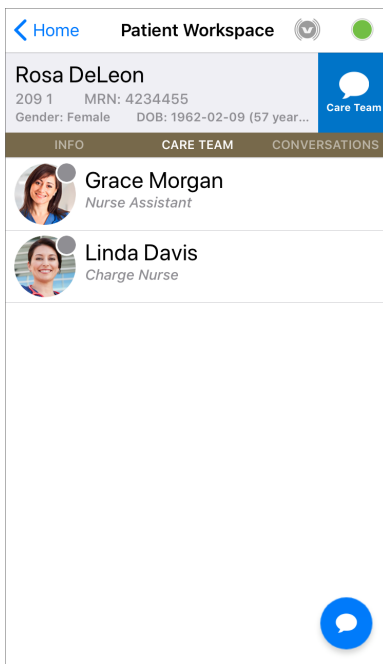 Home Patient Workspace
Rosa DeLeon
209 1 MRN: 4234455
Gender: Female DOB: 1962-02-09 (57 year...
Care Team
INFO CARE TEAM CONVERSATIONS
Grace Morgan
Nurse Assistant
Linda Davis
Charge Nurse